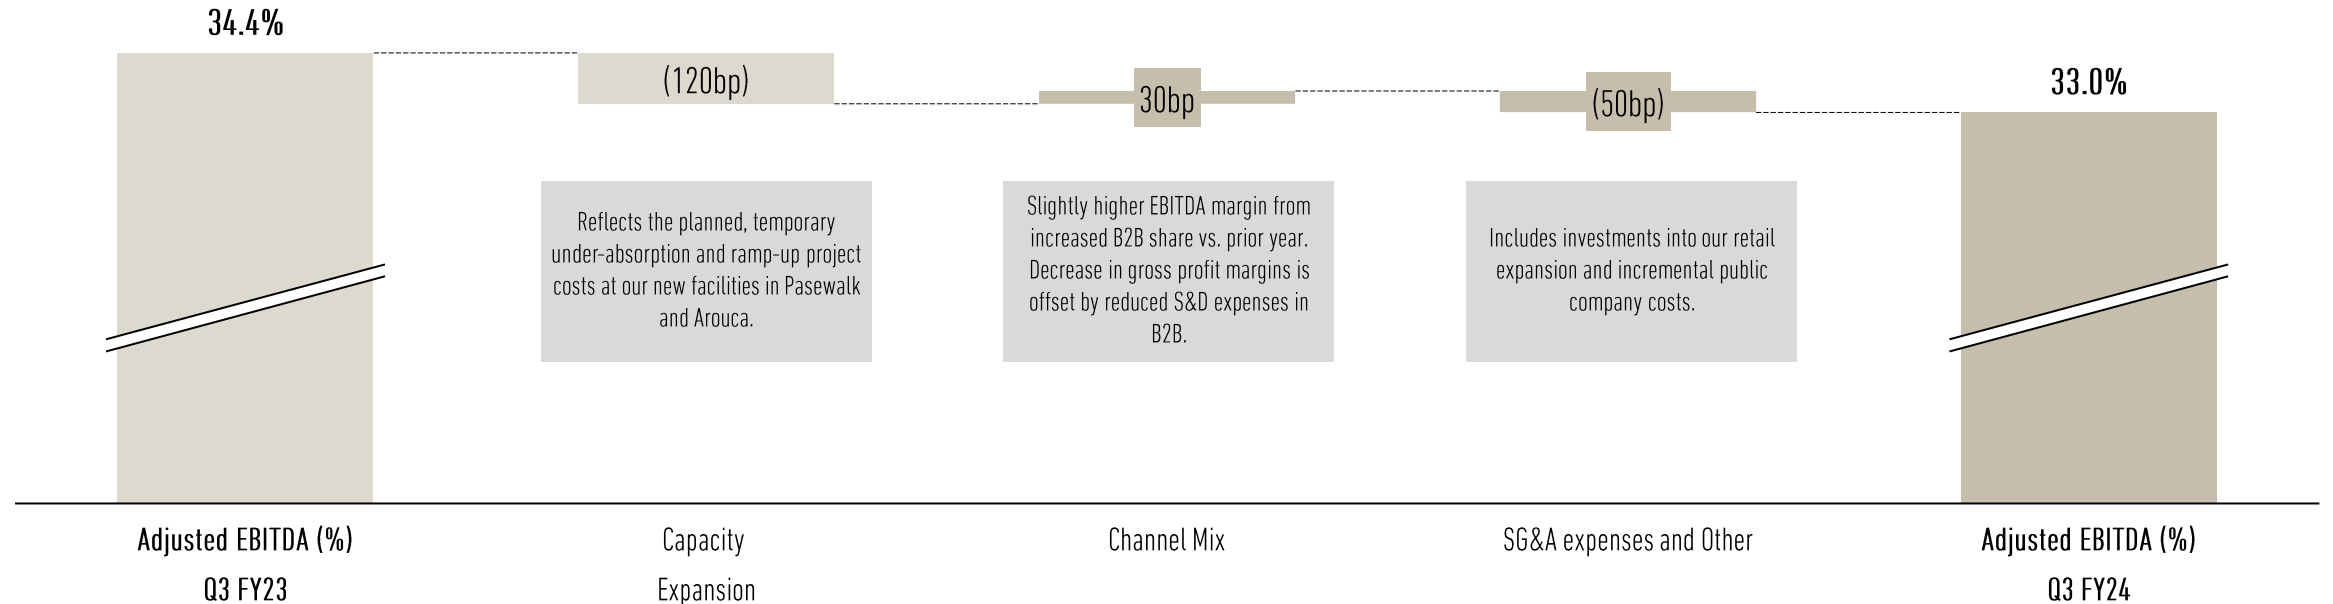 34.4%
(120bp)
30bp
(50bp)
33.0%
Reflects the planned, temporary
under-absorption and ramp-up project
costs at our new facilities in Pasewalk
and Arouca.
Slightly higher EBITDA margin from
increased B2B share vs. prior year.
Decrease in gross profit margins is
offset by reduced S&D expenses in
B2B.
Includes investments into our retail
expansion and incremental public
company costs.
Adjusted EBITDA (%)
Q3 FY23
Capacity
Expansion
Channel Mix
SG&A expenses and Other
Adjusted EBITDA (%)
Q3 FY24